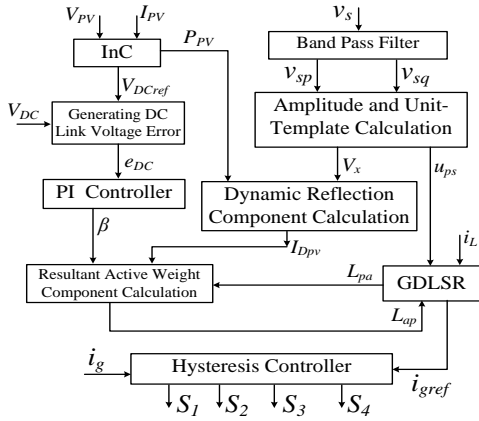 V_PV I_PV
v_s
InC
P_PV
Band Pass Filter
V_DCref
v_sp v_sq
V_DC
Generating DC
Link Voltage Error
Amplitude and Unit-
Template Calculation
e_DC
V_x
u_ps
PI Controller
Dynamic Reflection
Component Calculation
β
I_Dpv
i_L
Resultant Active Weight
Component Calculation
L_pa
GDLSR
L_ap
i_g
Hysteresis Controller
i_gref
S_1 S_2 S_3 S_4